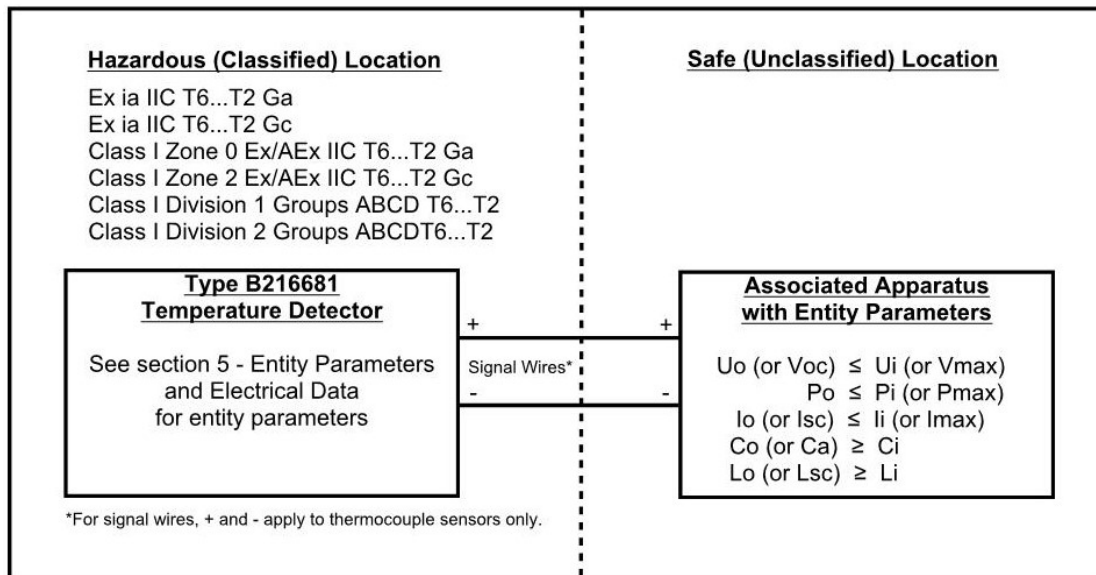 Hazardous (Classified) Location
Ex ia IIC T6...T2 Ga
Ex ia IIC T6...T2 Gc
Class I Zone 0 Ex/AEx IIC T6...T2 Ga
Class I Zone 2 Ex/AEx IIC T6...T2 Gc
Class I Division 1 Groups ABCD T6...T2
Class I Division 2 Groups ABCDT6...T2
Type B216681
Temperature Detector
See section 5 - Entity Parameters
and Electrical Data
for entity parameters
*For signal wires, + and - apply to thermocouple sensors only.
+ +
Signal Wires*
- -
Safe (Unclassified) Location
Associated Apparatus
with Entity Parameters
Uo (or Voc) ≤ Ui (or Vmax)
Po ≤ Pi (or Pmax)
Io (or Isc) ≤ Ii (or Imax)
Co (or Ca) ≥ Ci
Lo (or Lsc) ≥ Li